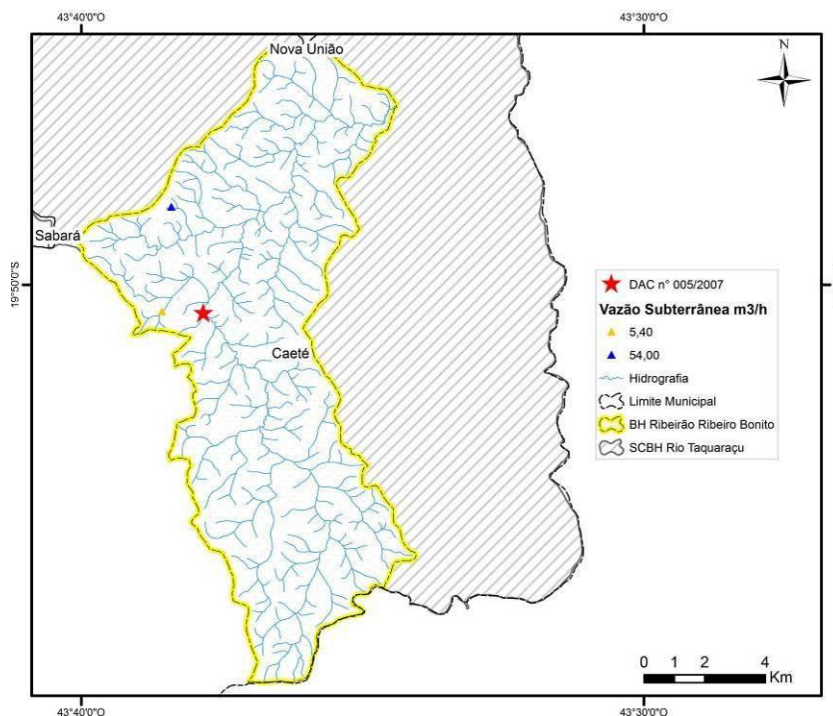 43°40'0"O
43°30'0"O
Nova União
N
Sabará
19°50'0"S
Caeté
DAC n° 005/2007
Vazão Subterrânea m3/h
5,40
54,00
Hidrografia
Limite Municipal
BH Ribeirão Ribeiro Bonito
SCBH Rio Taquaraçu
0 1 2 4
Km
43°40'0"O
43°30'0"O